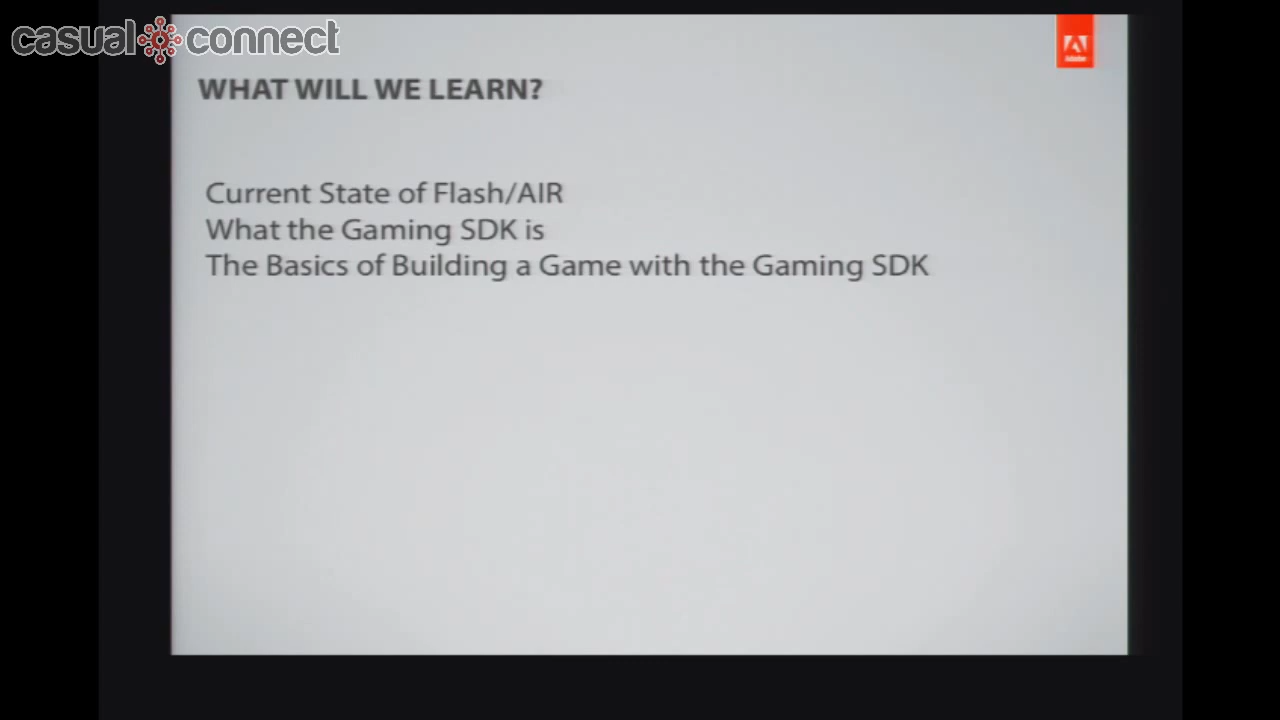 casual connect
Adobe
WHAT WILL WE LEARN?
Current State of Flash/AIR
What the Gaming SDK is
The Basics of Building a Game with the Gaming SDK